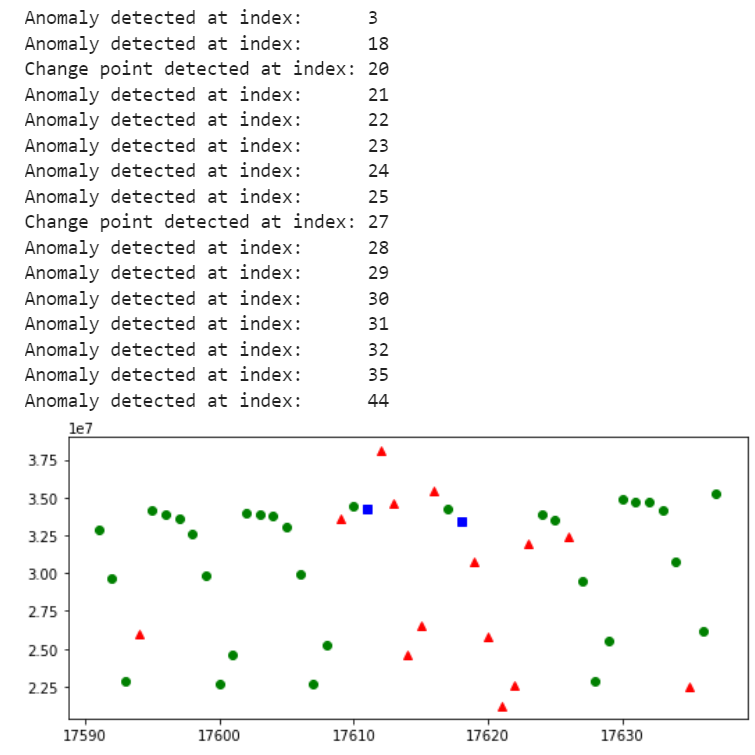 Anomaly detected at index: 3
Anomaly detected at index: 18
Change point detected at index: 20
Anomaly detected at index: 21
Anomaly detected at index: 22
Anomaly detected at index: 23
Anomaly detected at index: 24
Anomaly detected at index: 25
Change point detected at index: 27
Anomaly detected at index: 28
Anomaly detected at index: 29
Anomaly detected at index: 30
Anomaly detected at index: 31
Anomaly detected at index: 32
Anomaly detected at index: 35
Anomaly detected at index: 44
1e7
3.75
3.50
3.25
3.00
2.75
2.50
2.25
17590 17600 17610 17620 17630